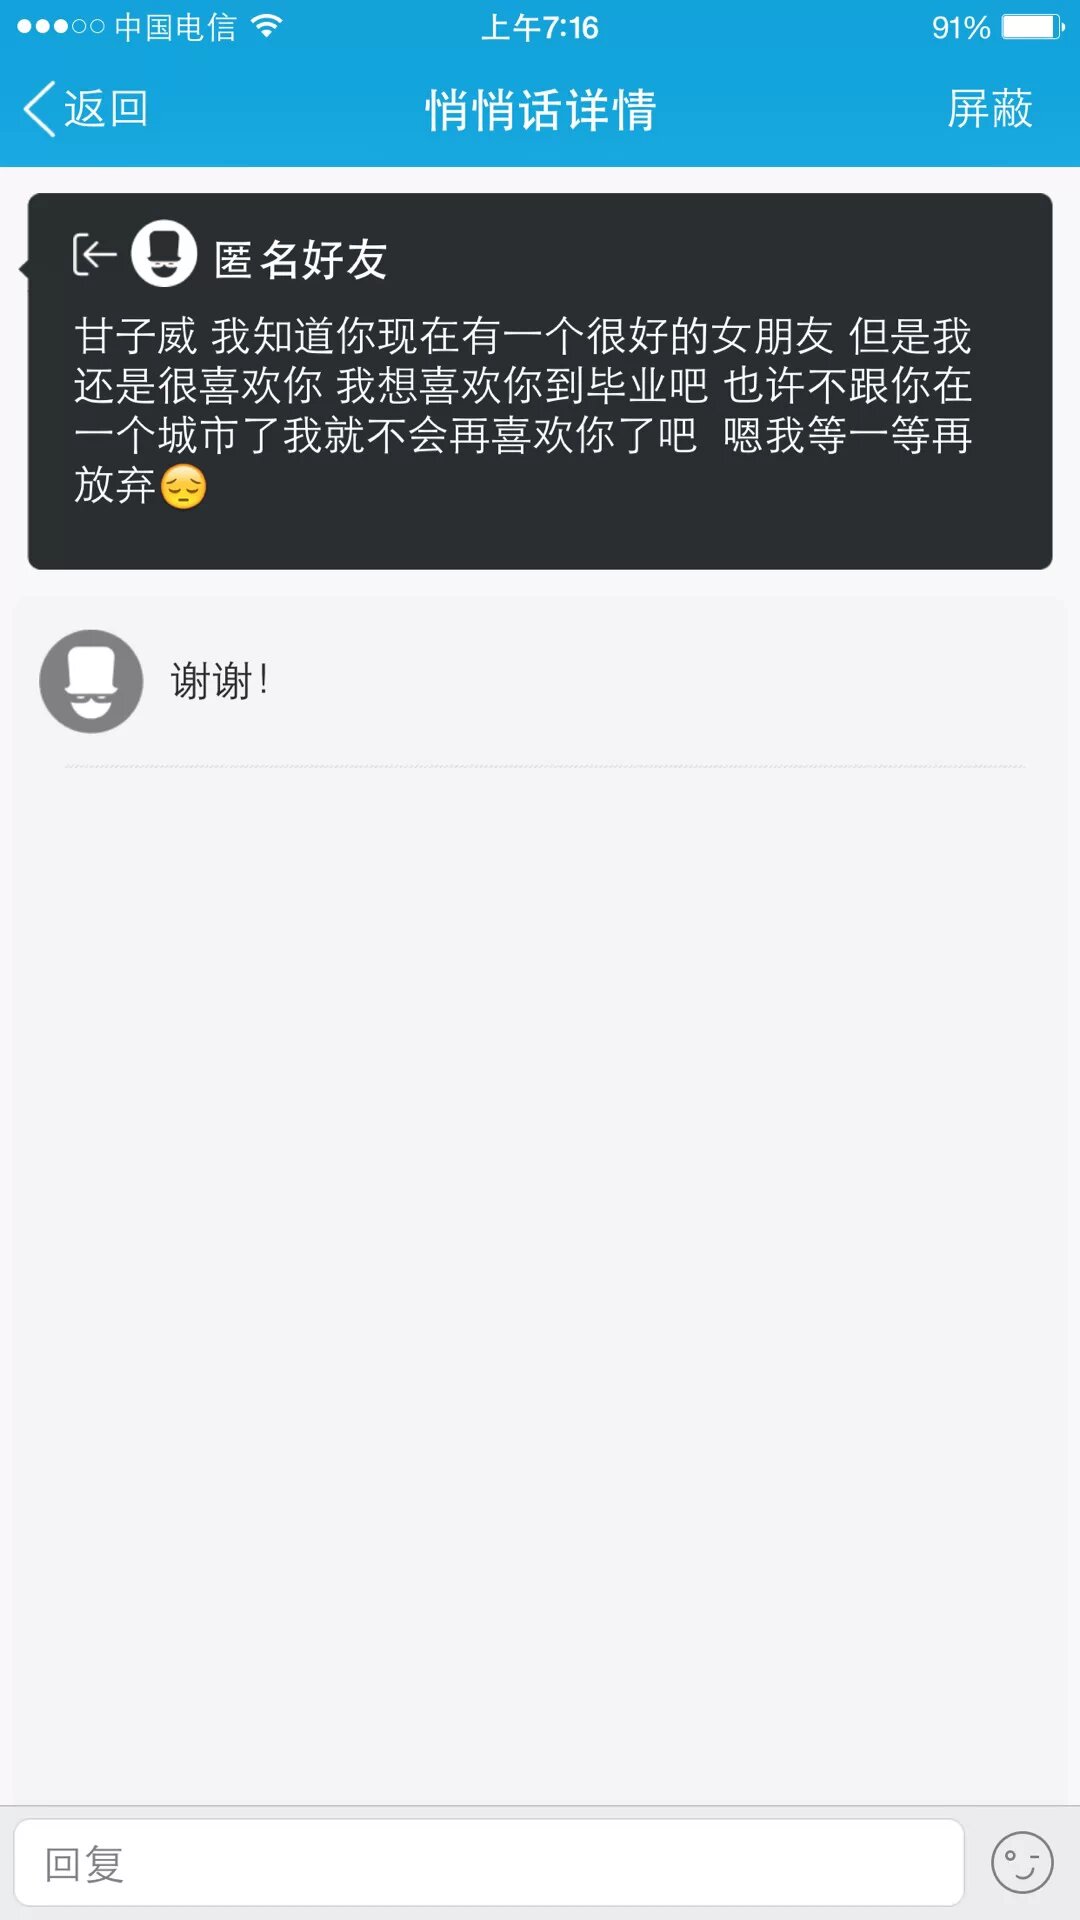 中国电信 上午7:16 91%
返回 悄悄话详情 屏蔽
匿名好友
甘子威 我知道你现在有一个很好的女朋友 但是我
还是很喜欢你 我想喜欢你到毕业吧 也许不跟你在
一个城市了我就不会再喜欢你了吧  嗯我等一等再
放弃😔
谢谢！
回复